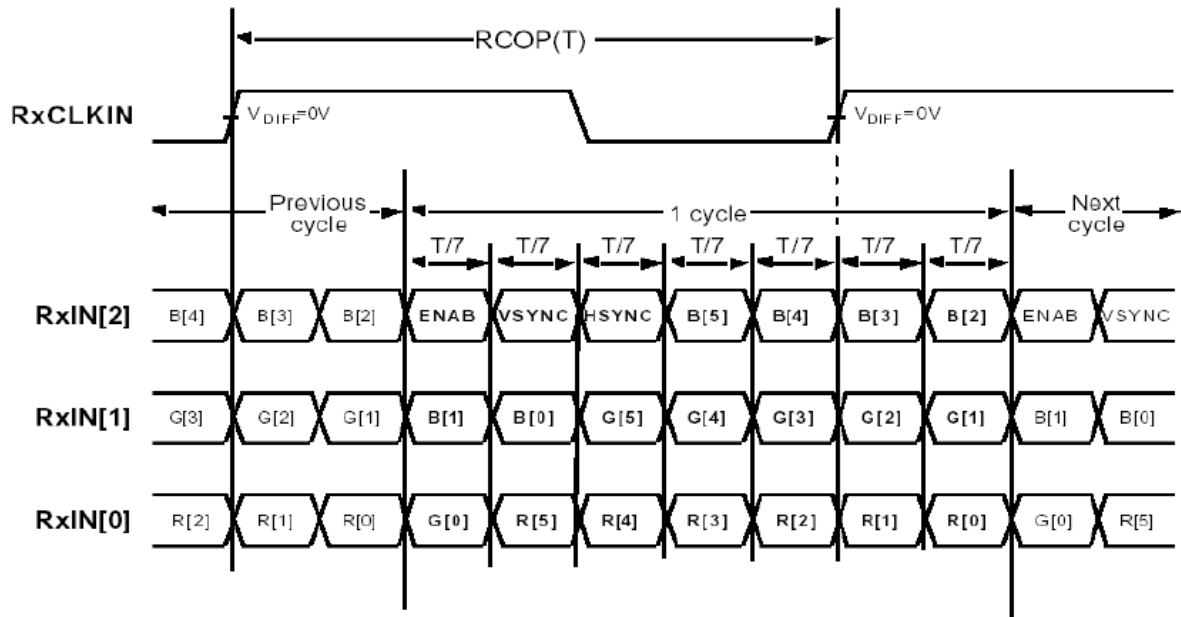 RCOP(T)
RxCLKIN
V_DIFF=0V V_DIFF=0V
Previous cycle 1 cycle Next cycle
T/7 T/7 T/7 T/7 T/7 T/7 T/7
RxIN[2] B[4] B[3] B[2] ENAB VSYNC HSYNC B[5] B[4] B[3] B[2] ENAB VSYNC
RxIN[1] G[3] G[2] G[1] B[1] B[0] G[5] G[4] G[3] G[2] G[1] B[1] B[0]
RxIN[0] R[2] R[1] R[0] G[0] R[5] R[4] R[3] R[2] R[1] R[0] G[0] R[5]